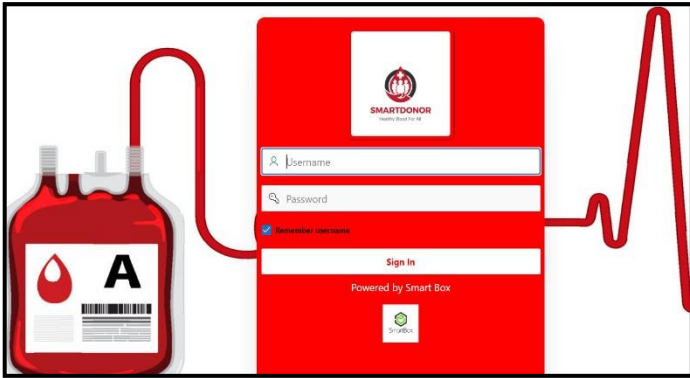 SMARTDONOR
Healthy Blood For All
Username
Password
Remember username
Sign In
Powered by Smart Box
SmartBox
A